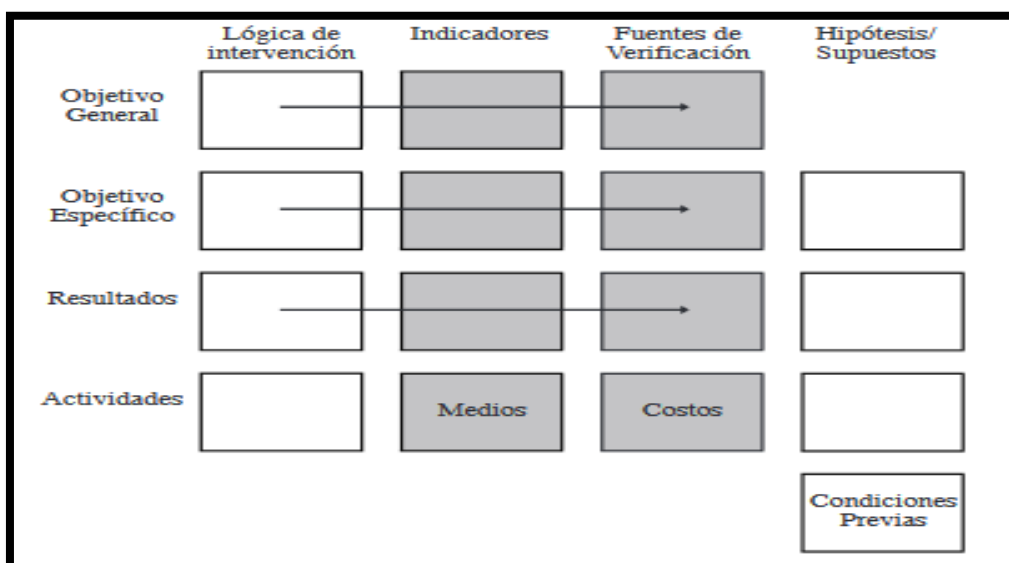 Lógica de
intervención
Indicadores
Fuentes de
Verificación
Hipótesis/
Supuestos
Objetivo
General
Objetivo
Específico
Resultados
Actividades
Medios
Costos
Condiciones
Previas